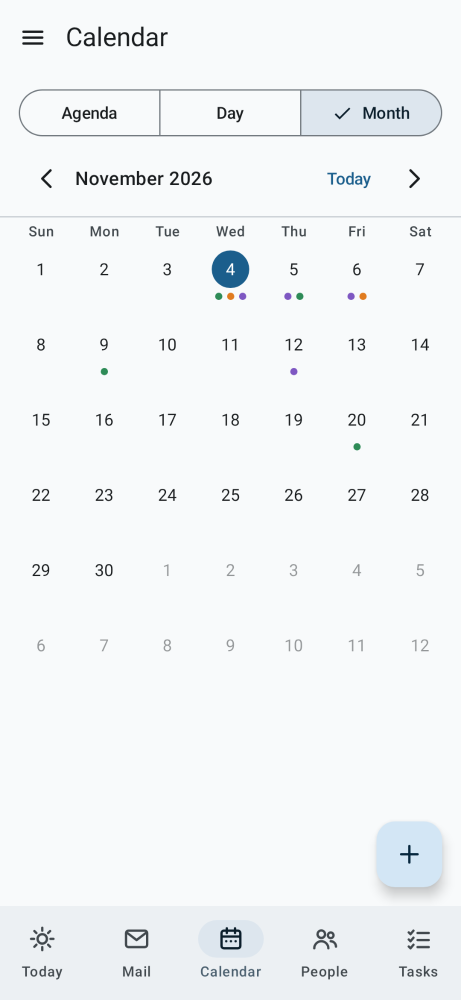 Calendar
Agenda Day Month
November 2026 Today
Sun Mon Tue Wed Thu Fri Sat
1 2 3 4 5 6 7
8 9 10 11 12 13 14
15 16 17 18 19 20 21
22 23 24 25 26 27 28
29 30 1 2 3 4 5
6 7 8 9 10 11 12
Today Mail Calendar People Tasks